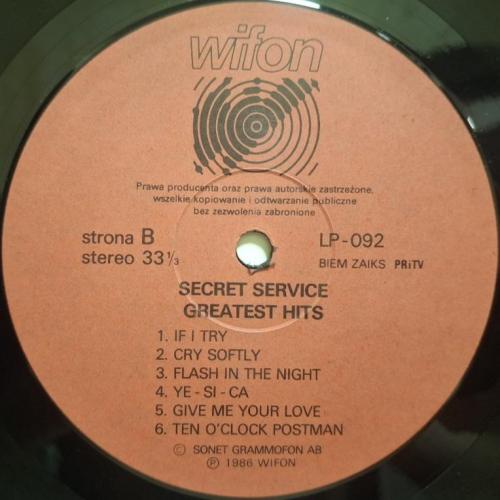 wifon
Prawa producenta oraz prawa autorskie zastrzeżone,
wszelkie kopiowanie i odtwarzanie publiczne
bez zezwolenia zabronione
strona B
stereo 33 1/3
LP-092
BIEM ZAIKS PRiTV
SECRET SERVICE
GREATEST HITS
1. IF I TRY
2. CRY SOFTLY
3. FLASH IN THE NIGHT
4. YE - SI - CA
5. GIVE ME YOUR LOVE
6. TEN O'CLOCK POSTMAN
© SONET GRAMMOFON AB
℗ 1986 WIFON